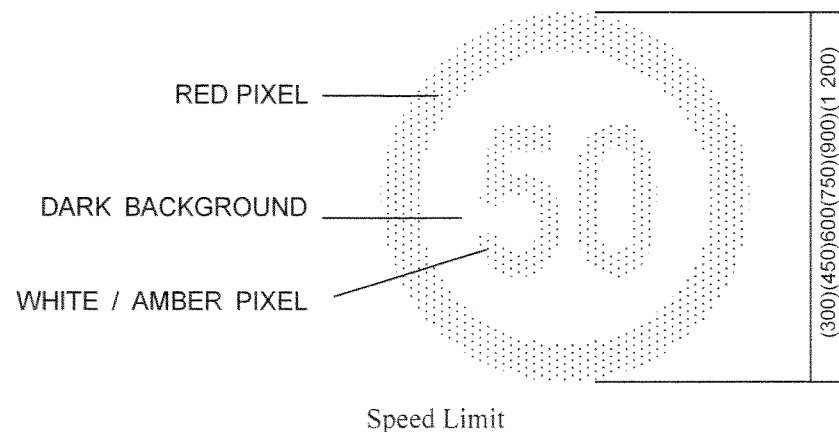 RED PIXEL
50
DARK BACKGROUND
WHITE / AMBER PIXEL
(300)(450)600(750)(900)(1 200)
Speed Limit